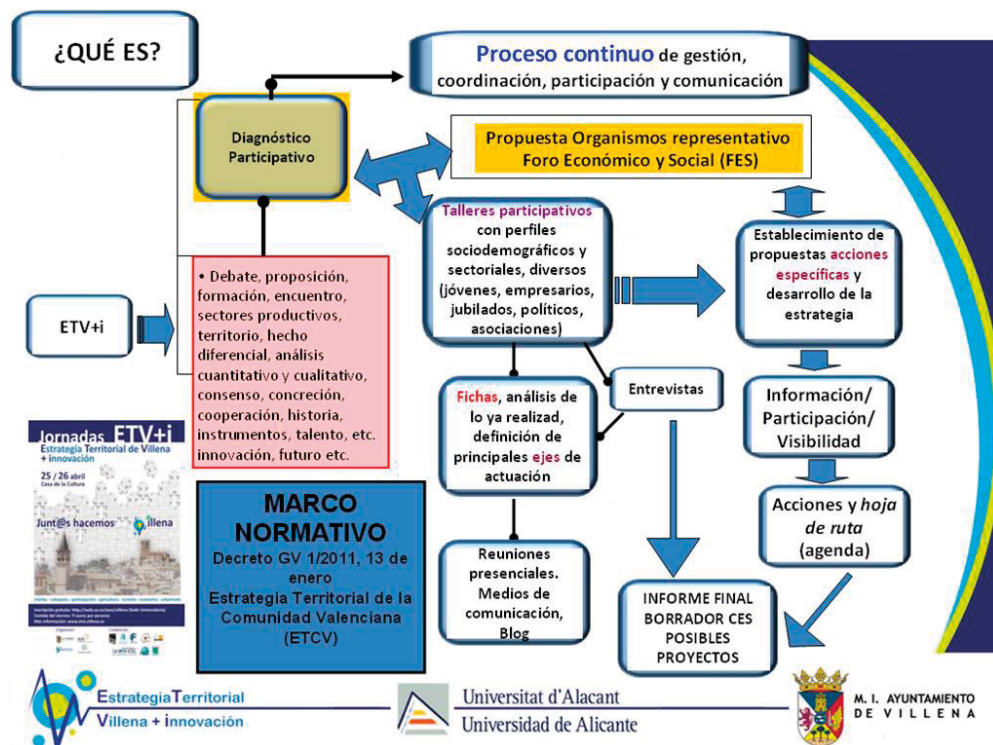 ¿QUÉ ES?
Proceso continuo de gestión,
coordinación, participación y comunicación
Diagnóstico
Participativo
Propuesta Organismos representativo
Foro Económico y Social (FES)
Talleres participativos
con perfiles
sociodemográficos y
sectoriales, diversos
(jóvenes, empresarios,
jubilados, políticos,
asociaciones)
Establecimiento de
propuestas acciones
específicas y
desarrollo de la
estrategia
ETV+i
• Debate, proposición,
formación, encuentro,
sectores productivos,
territorio, hecho
diferencial, análisis
cuantitativo y cualitativo,
consenso, concreción,
cooperación, historia,
instrumentos, talento, etc.
innovación, futuro etc.
Fichas, análisis de
lo ya realizad,
definición de
principales ejes de
actuación
Entrevistas
Información/
Participación/
Visibilidad
Acciones y hoja
de ruta
(agenda)
Jornadas ETV+i
Estrategia Territorial de Villena
+ innovación
25 / 26 abril
Casa de la Cultura
Junt@s hacemos Villena
MARCO
NORMATIVO
Decreto GV 1/2011, 13 de
enero
Estrategia Territorial de la
Comunidad Valenciana
(ETCV)
Reuniones
presenciales.
Medios de
comunicación,
Blog
INFORME FINAL
BORRADOR CES
POSIBLES
PROYECTOS
Estrategia Territorial
Villena + innovación
Universitat d'Alacant
Universidad de Alicante
M. I. AYUNTAMIENTO
DE VILLENA